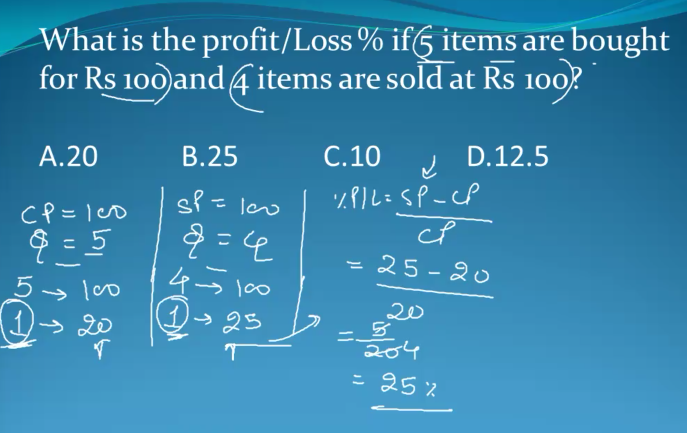 What is the profit/Loss % if 5 items are bought
for Rs 100 and 4 items are sold at Rs 100?
A.20 B.25 C.10 D.12.5
CP = 100
Q = 5
5 → 100
1 → 20
SP = 100
Q = 4
4 → 100
1 → 25
%P/L = SP - CP
CP
= 25 - 20
20
= 5
20 4
= 25 %